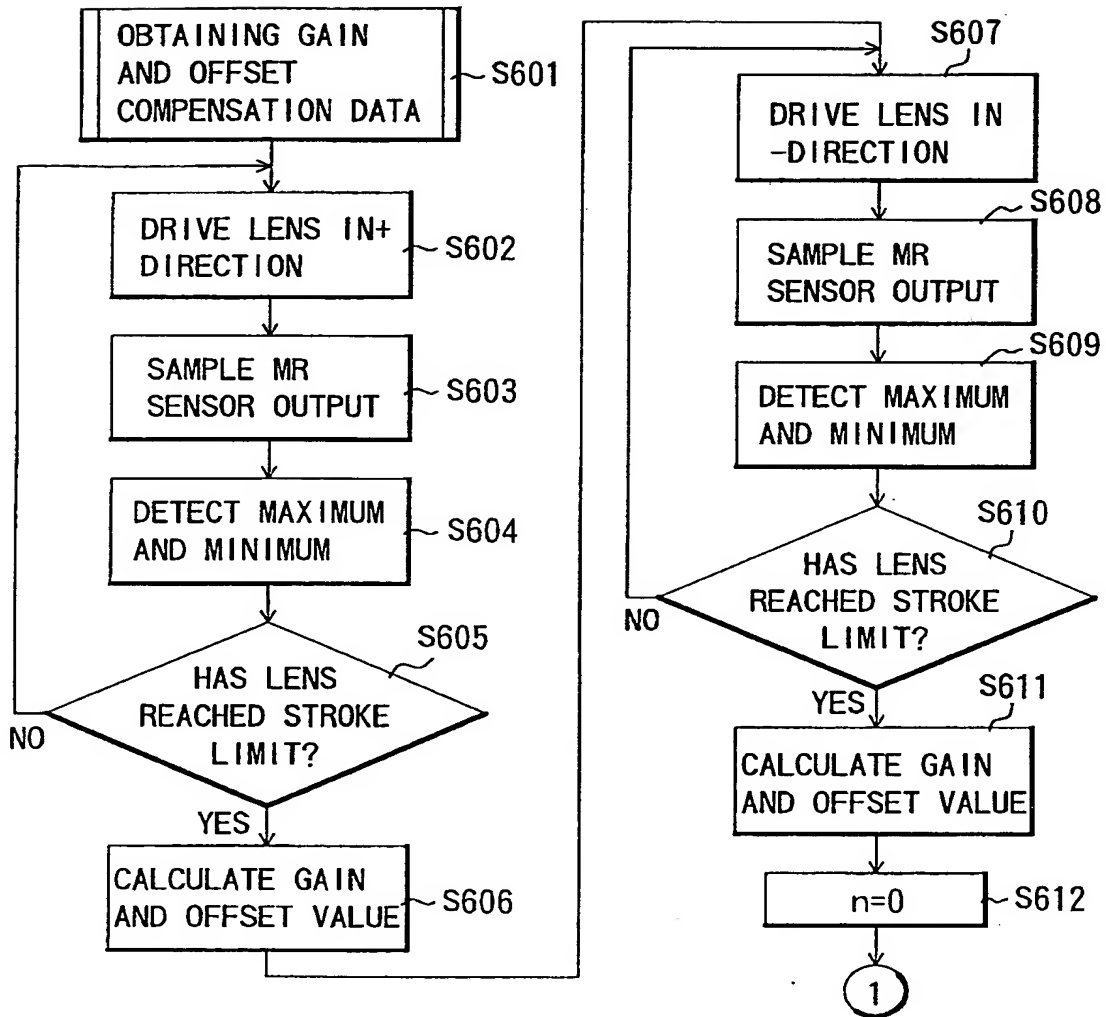 OBTAINING GAIN
AND OFFSET
COMPENSATION DATA
S601
DRIVE LENS IN+
DIRECTION
S602
SAMPLE MR
SENSOR OUTPUT
S603
DETECT MAXIMUM
AND MINIMUM
S604
S605
HAS LENS
REACHED STROKE
LIMIT?
NO
YES
CALCULATE GAIN
AND OFFSET VALUE
S606
S607
DRIVE LENS IN
-DIRECTION
S608
SAMPLE MR
SENSOR OUTPUT
S609
DETECT MAXIMUM
AND MINIMUM
S610
HAS LENS
REACHED STROKE
LIMIT?
NO
YES
S611
CALCULATE GAIN
AND OFFSET VALUE
n=0
S612
1